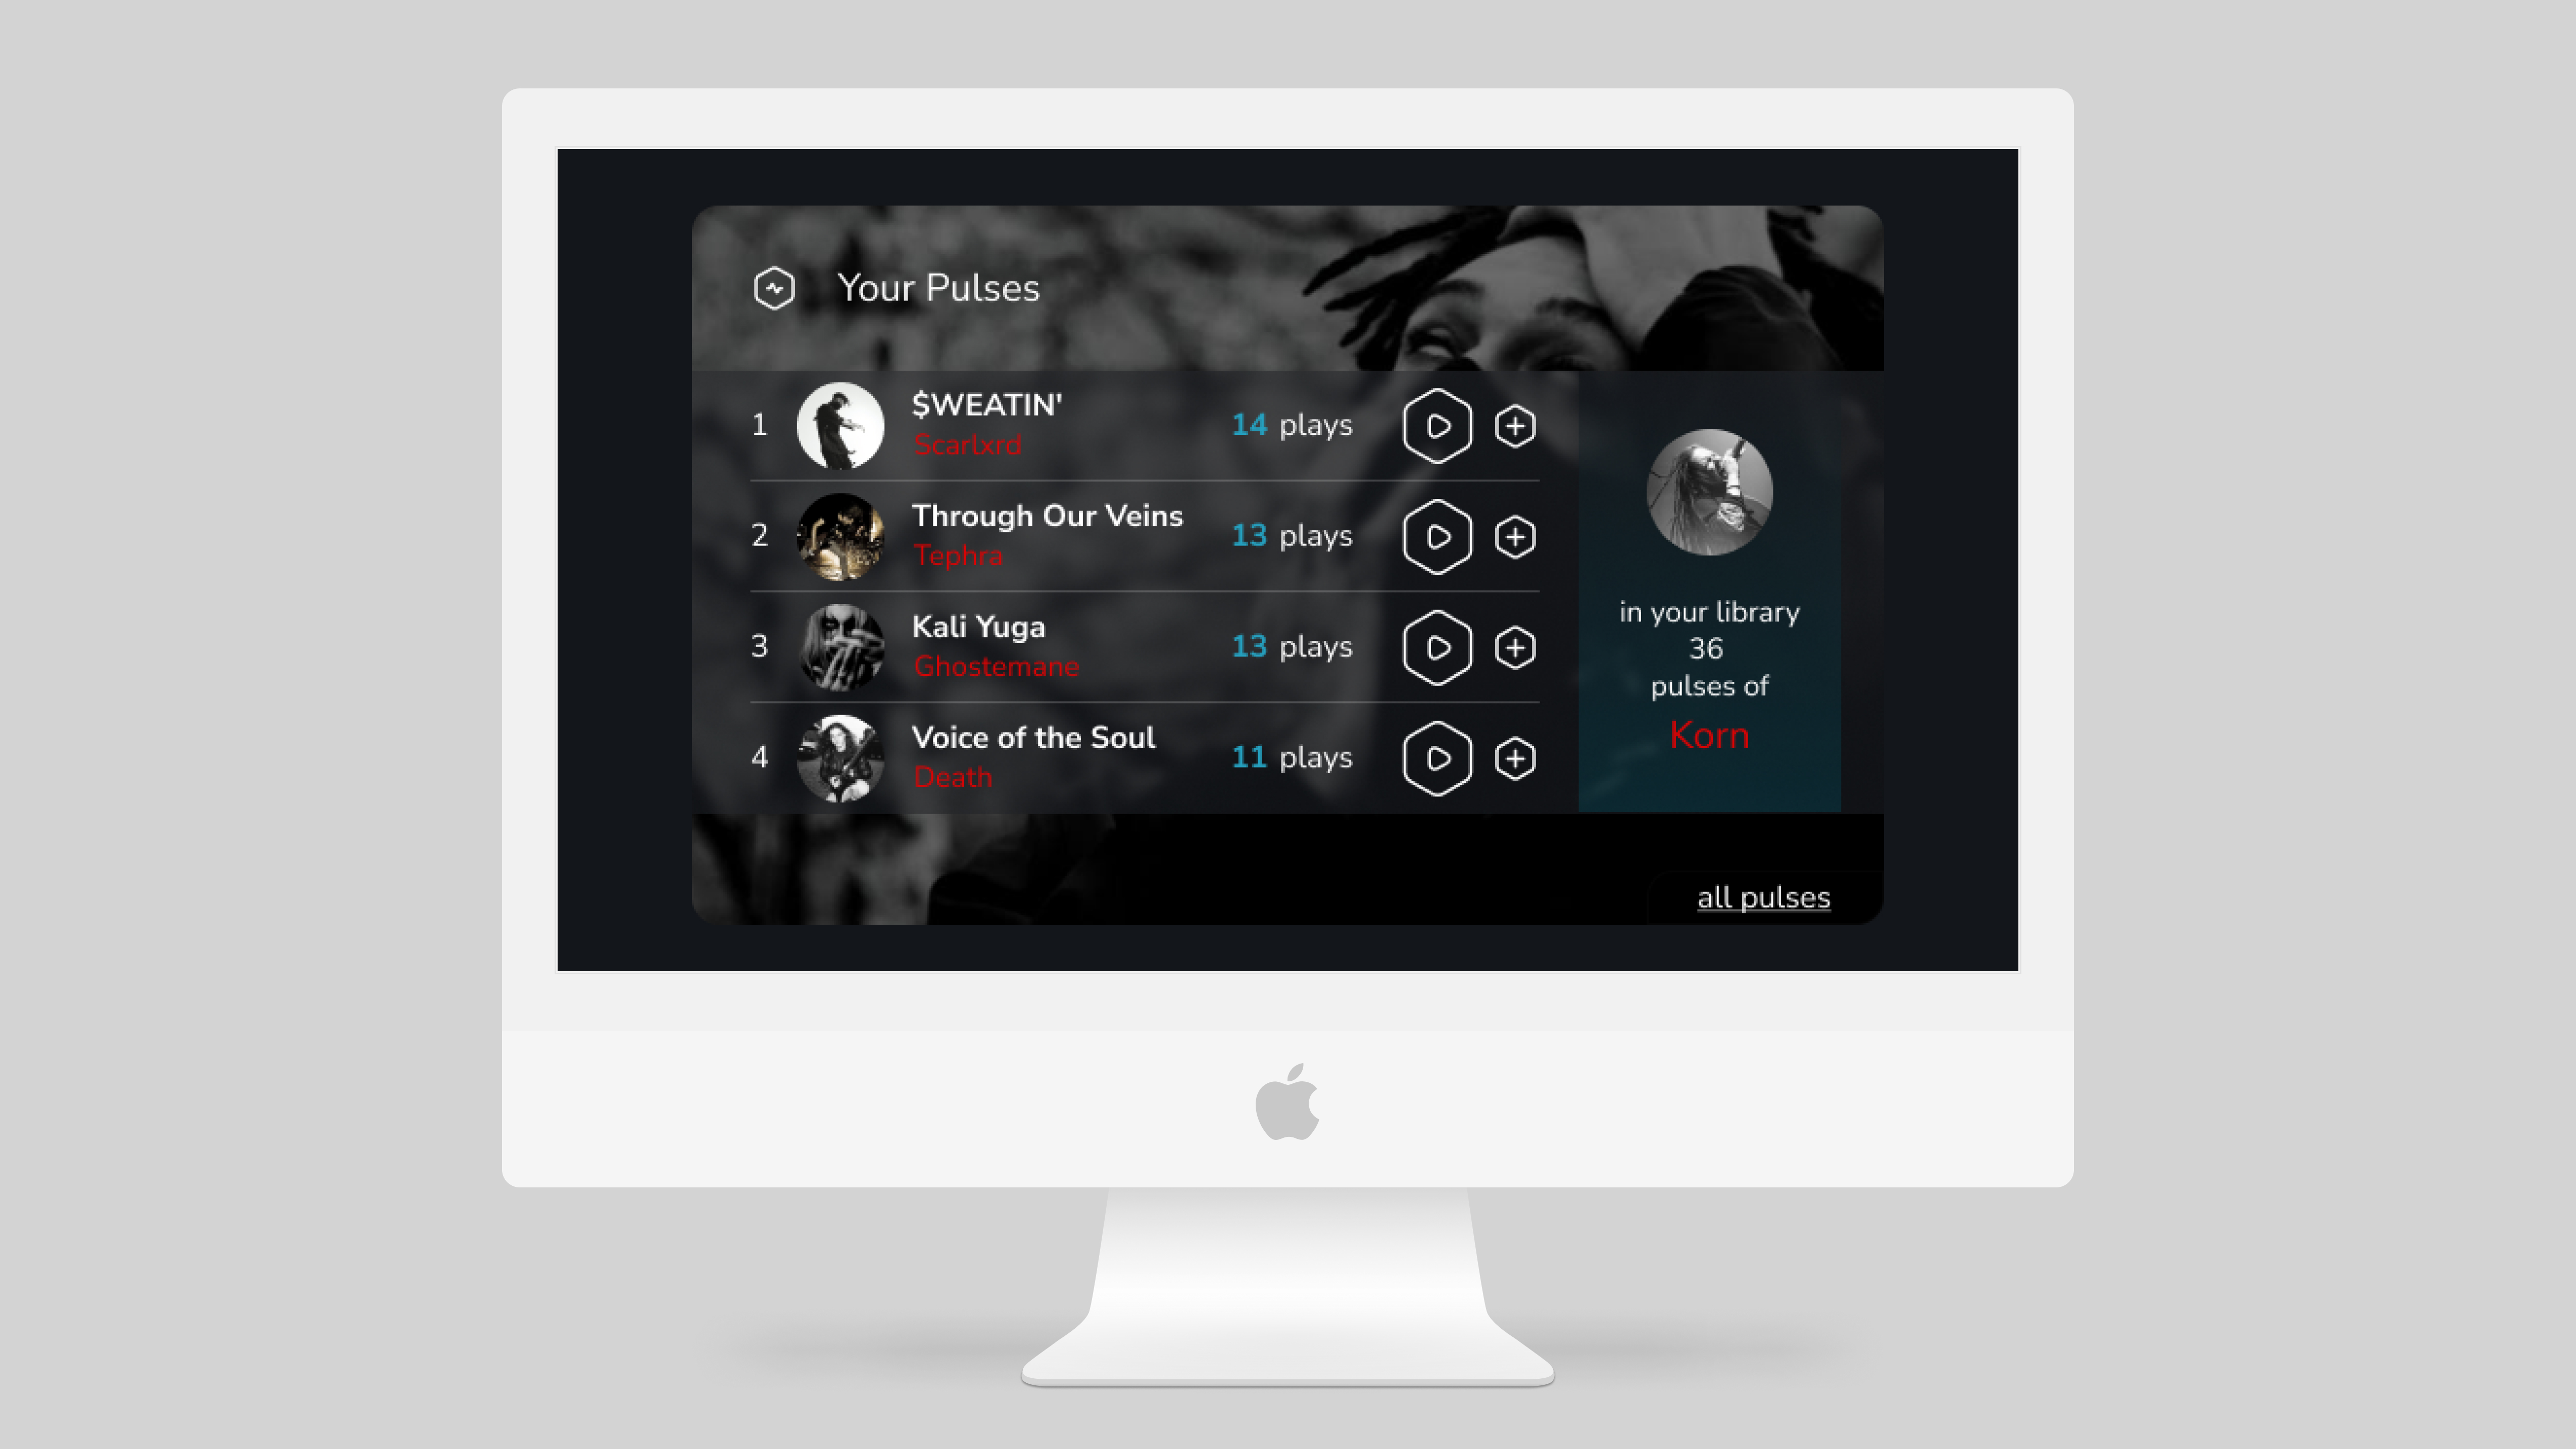 Your Pulses
1
$WEATIN'
Scarlxrd
14 plays
2
Through Our Veins
Tephra
13 plays
3
Kali Yuga
Ghostemane
13 plays
4
Voice of the Soul
Death
11 plays
in your library
36
pulses of
Korn
all pulses